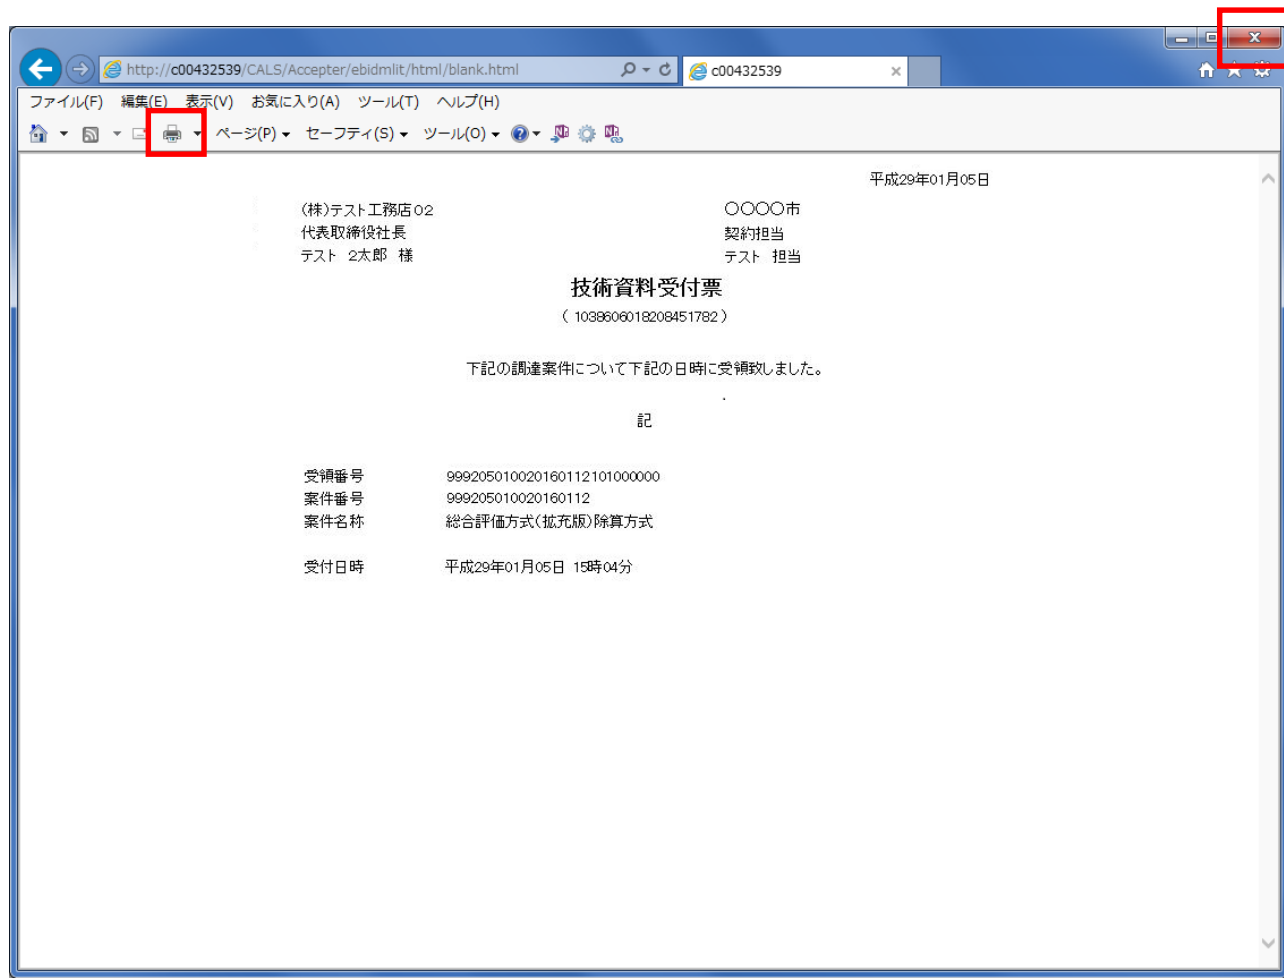 http://c00432539/CALS/Accepter/ebidmlit/html/blank.html
c00432539
ファイル(F) 編集(E) 表示(V) お気に入り(A) ツール(T) ヘルプ(H)
ページ(P) セーフティ(S) ツール(O)
平成29年01月05日
(株)テスト工務店02
〇〇〇〇市
代表取締役社長
契約担当
テスト 2太郎 様
テスト 担当
技術資料受付票
( 1038606018208451782 )
下記の調達案件について下記の日時に受領致しました。
.
記
受領番号 999205010020160112101000000
案件番号 999205010020160112
案件名称 総合評価方式(拡充版)除算方式
受付日時 平成29年01月05日 15時04分